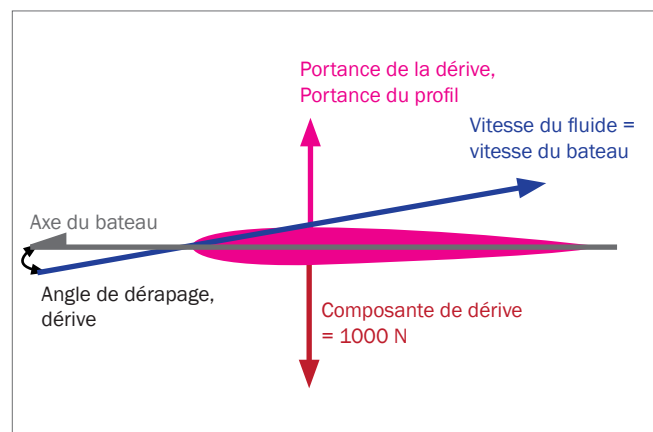 Portance de la dérive,
Portance du profil
Vitesse du fluide =
vitesse du bateau
Axe du bateau
Angle de dérapage,
dérive
Composante de dérive
= 1000 N